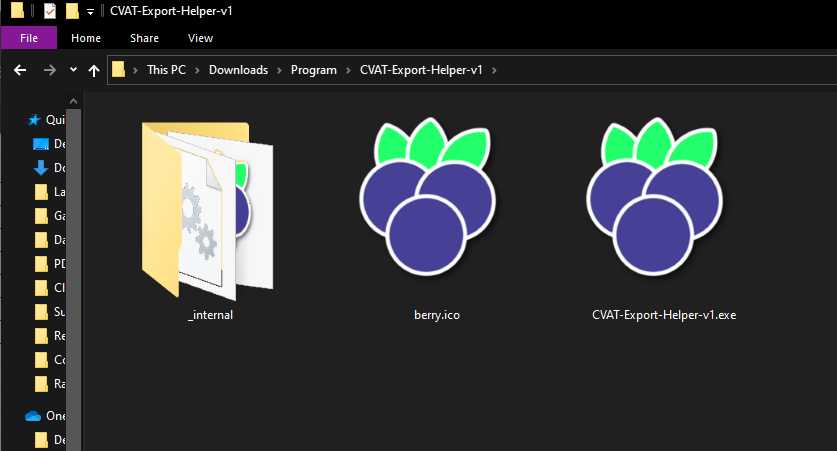 CVAT-Export-Helper-v1
File Home Share View
This PC Downloads Program CVAT-Export-Helper-v1
Qui
De
Do
La
Ga
Da
PD
Cl
Su
Re
Co
Ra
One
De
_internal
berry.ico
CVAT-Export-Helper-v1.exe